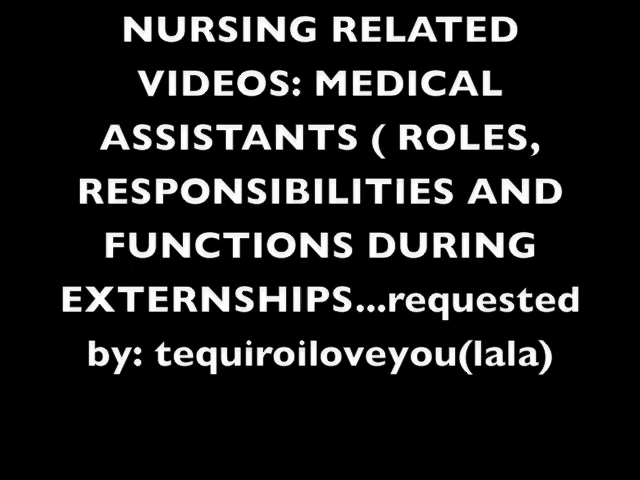 NURSING RELATED
VIDEOS: MEDICAL
ASSISTANTS ( ROLES,
RESPONSIBILITIES AND
FUNCTIONS DURING
EXTERNSHIPS...requested
by: tequiroiloveyou(lala)